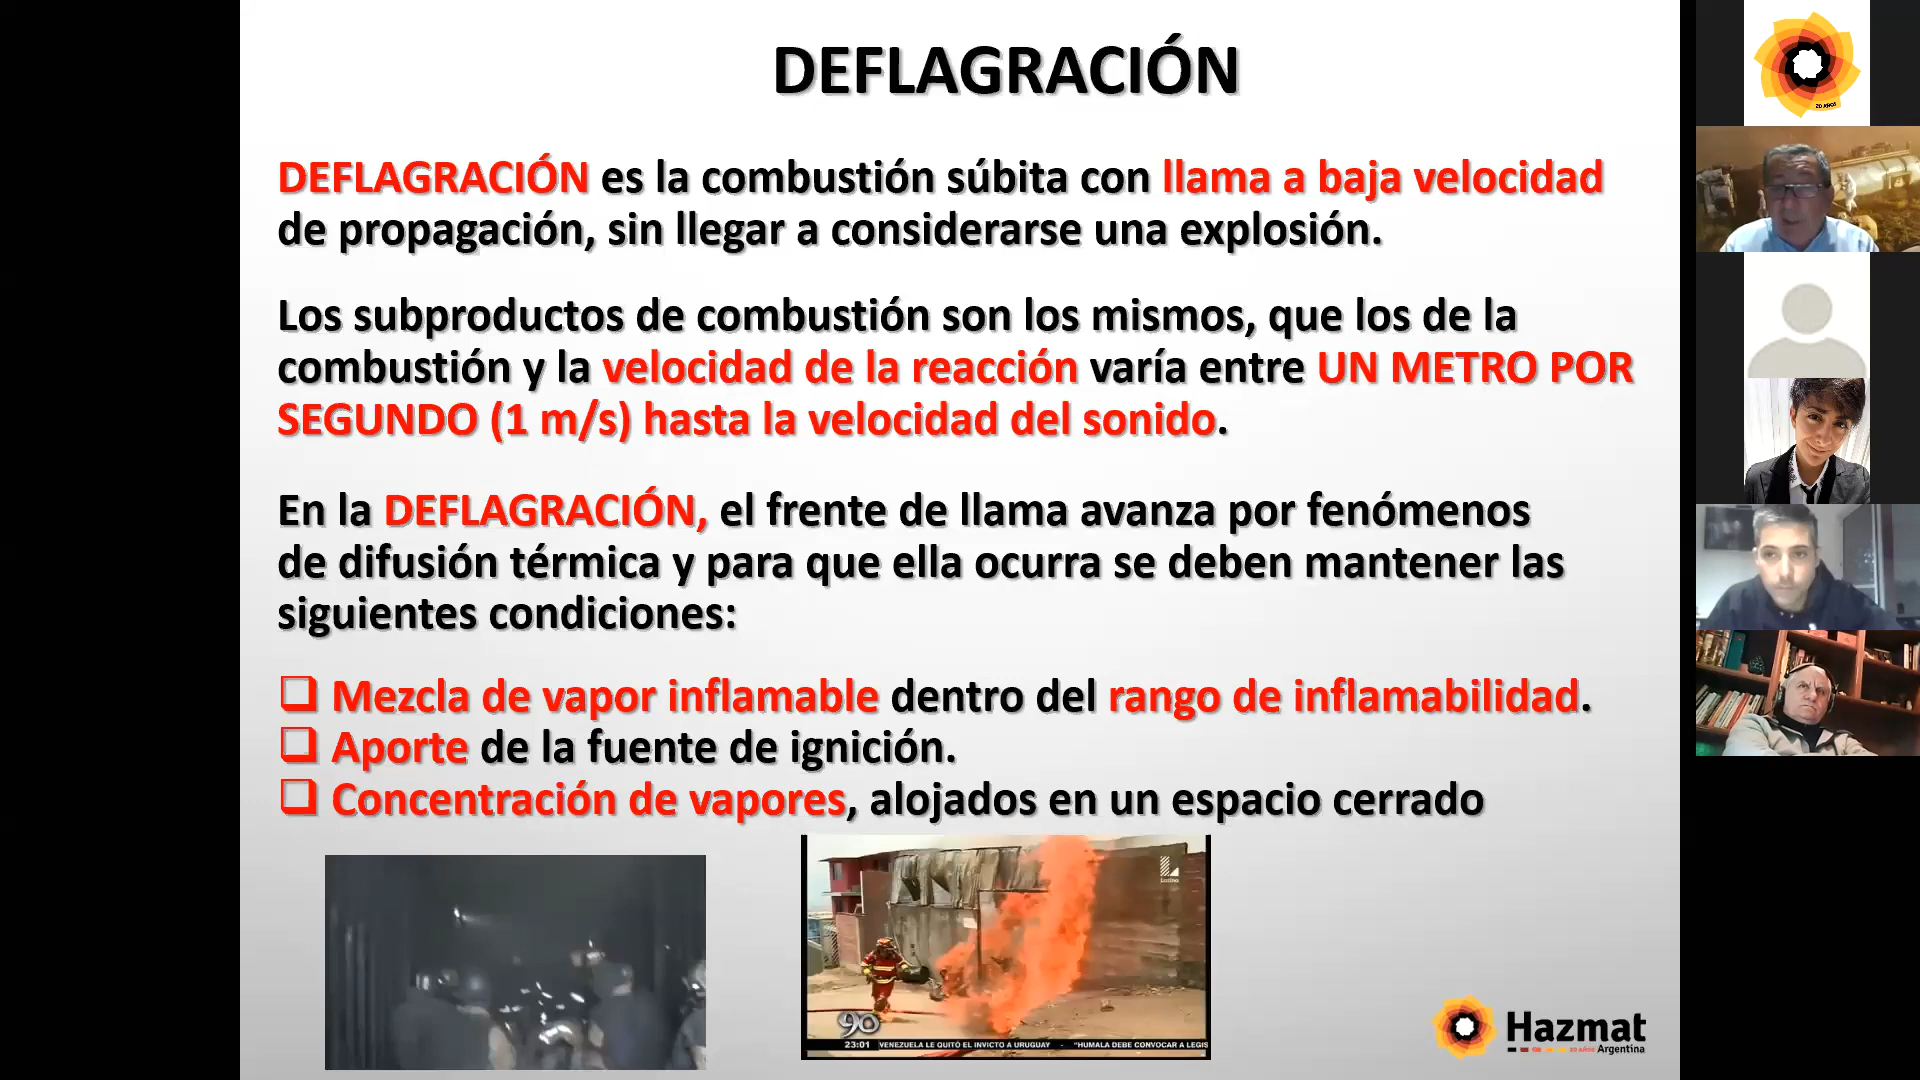 DEFLAGRACIÓN
DEFLAGRACIÓN es la combustión súbita con llama a baja velocidad
de propagación, sin llegar a considerarse una explosión.
Los subproductos de combustión son los mismos, que los de la
combustión y la velocidad de la reacción varía entre UN METRO POR
SEGUNDO (1 m/s) hasta la velocidad del sonido.
En la DEFLAGRACIÓN, el frente de llama avanza por fenómenos
de difusión térmica y para que ella ocurra se deben mantener las
siguientes condiciones:
Mezcla de vapor inflamable dentro del rango de inflamabilidad.
Aporte de la fuente de ignición.
Concentración de vapores, alojados en un espacio cerrado
90
23:01 VENEZUELA LE QUITÓ EL INVICTO A URUGUAY - "HUMALA DEBE CONVOCAR A LEGIS
Hazmat
20 AÑOS Argentina
20 AÑOS